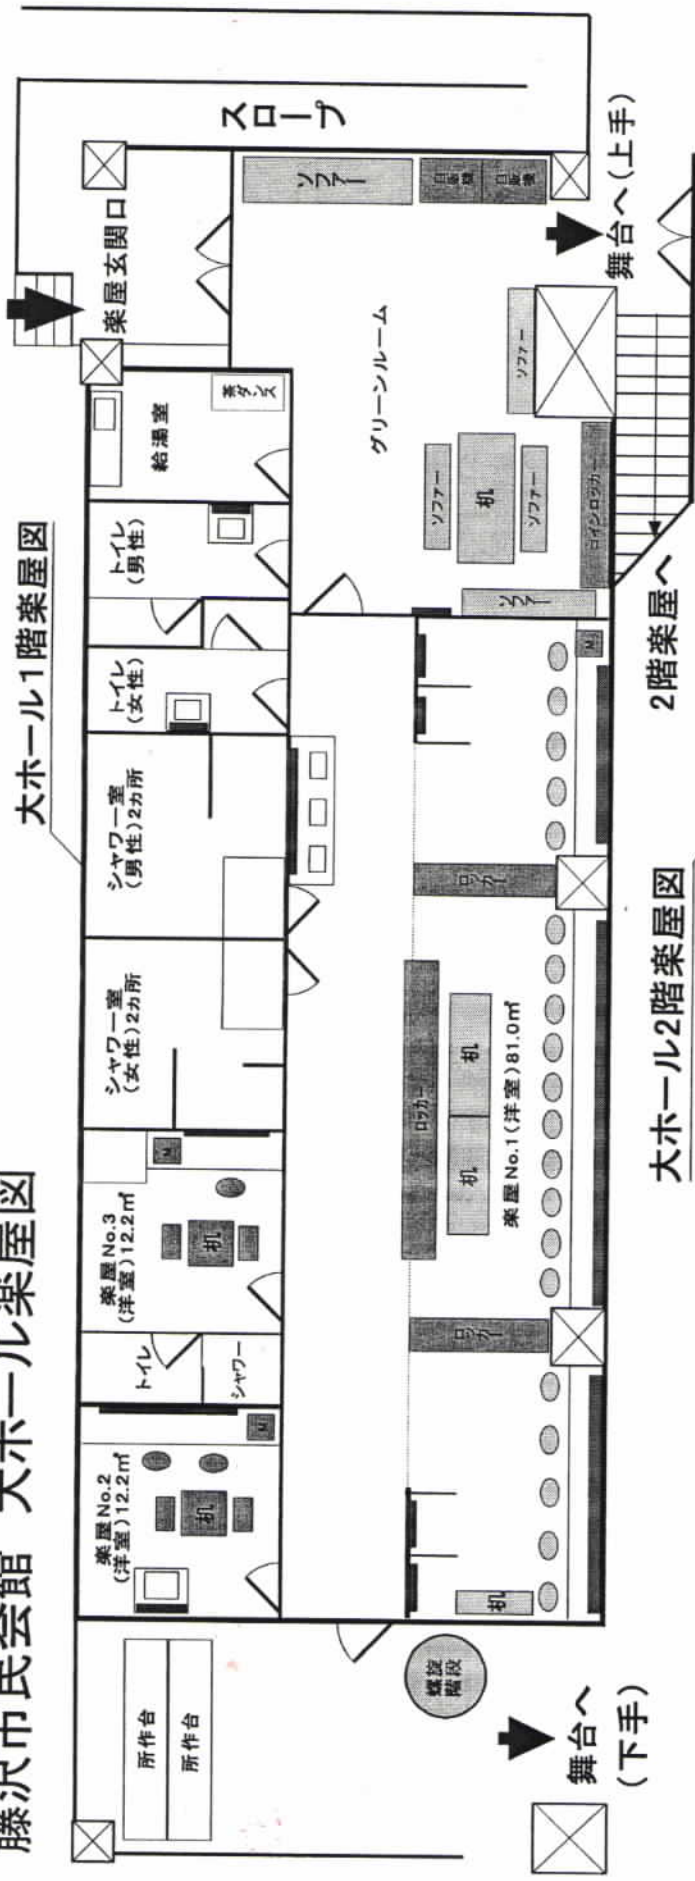 藤沢市民会館 大ホール楽屋図
大ホール1階楽屋図
スロープ
楽屋玄関口
給湯室
茶ダンス
トイレ
(男性)
トイレ
(女性)
シャワー室
(男性)2カ所
シャワー室
(女性)2カ所
楽屋No.3
(洋室)12.2㎡
M
机
トイレ
シャワー
楽屋No.2
(洋室)12.2㎡
M
机
所作台
所作台
ソファー
自販機
自販機
グリーンルーム
ソファー
ソファー
机
ソファー
ソファー
コインロッカー
舞台へ(上手)
2階楽屋へ
M
ロッカー
ロッカー
机
机
楽屋No.1(洋室)81.0㎡
ロッカー
机
螺旋
階段
舞台へ
(下手)
大ホール2階楽屋図